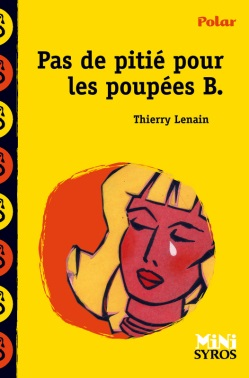 Polar
Pas de pitié pour
les poupées B.
Thierry Lenain
MiNi
SYROS